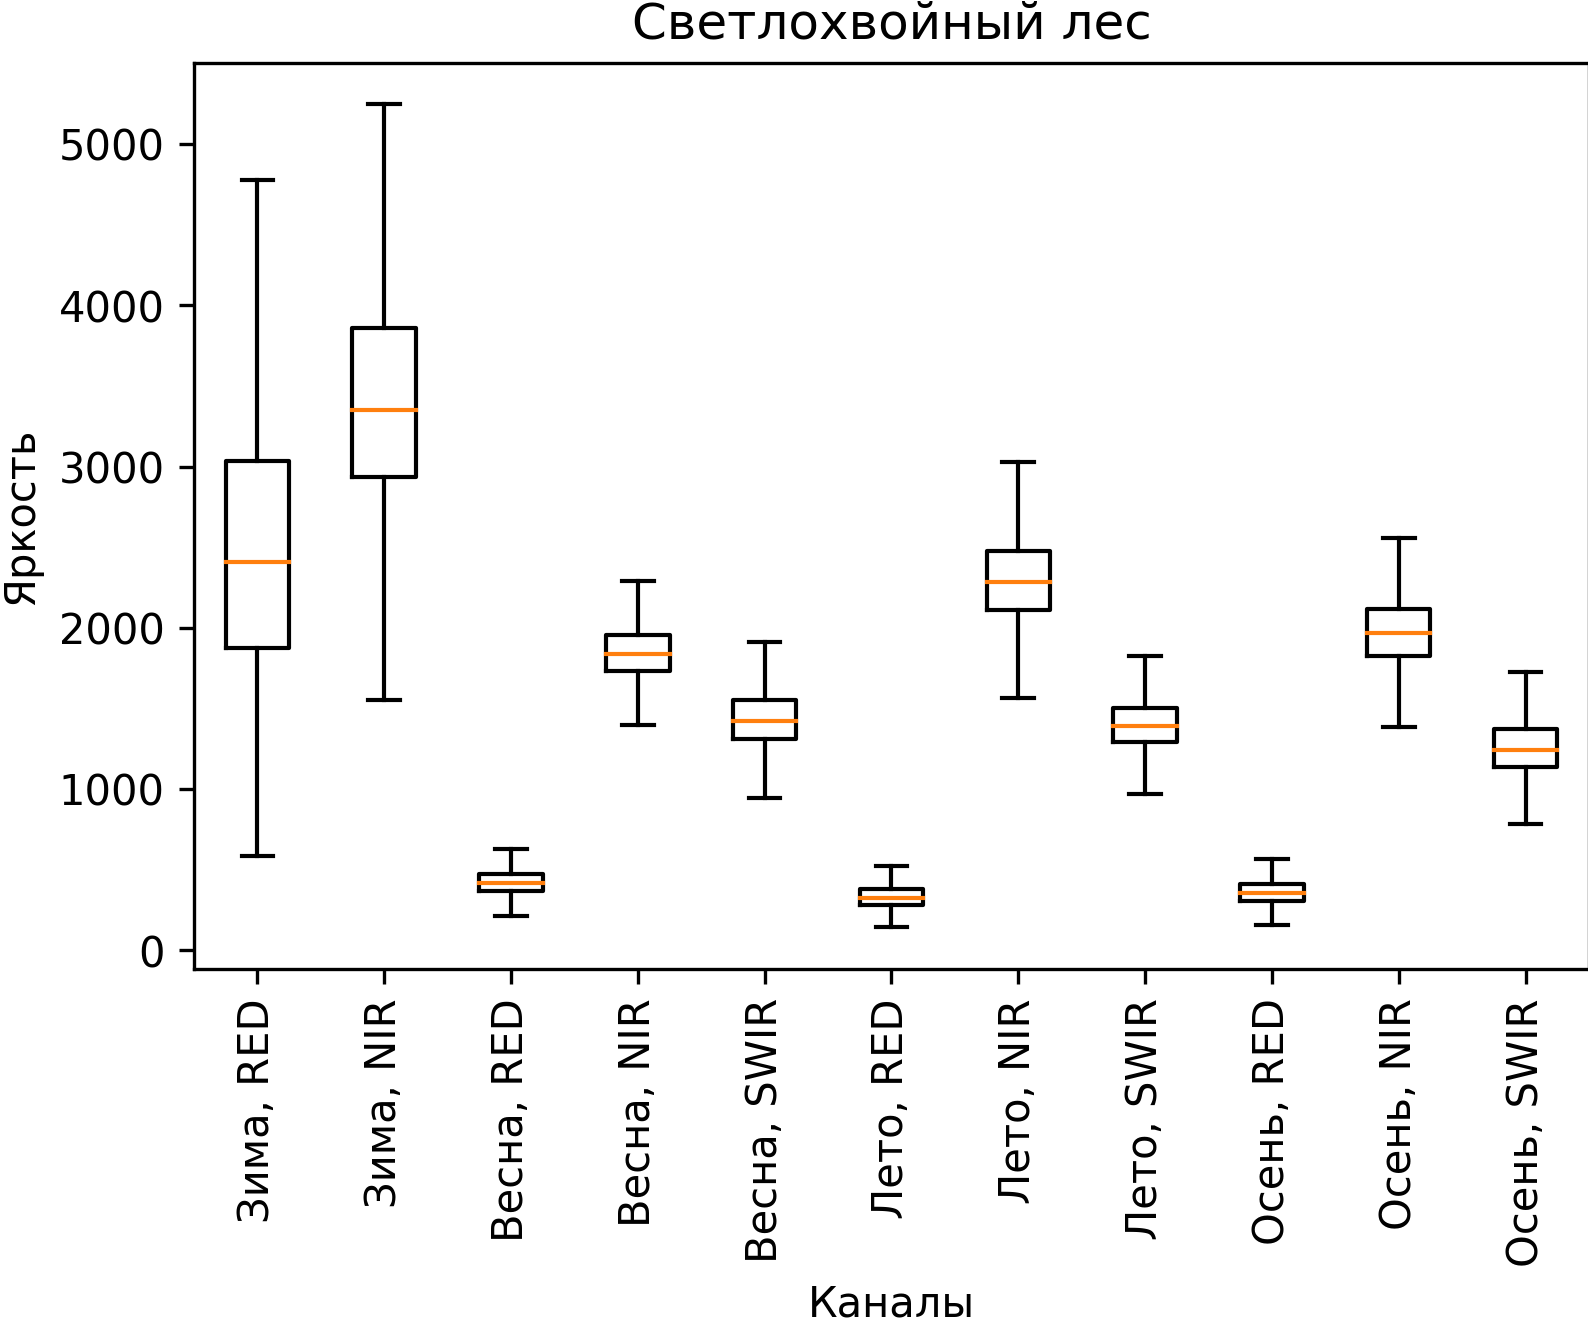 Светлохвойный лес
5000
4000
3000
2000
1000
0
Яркость
Зима, RED
Зима, NIR
Весна, RED
Весна, NIR
Весна, SWIR
Лето, RED
Лето, NIR
Лето, SWIR
Осень, RED
Осень, NIR
Осень, SWIR
Каналы